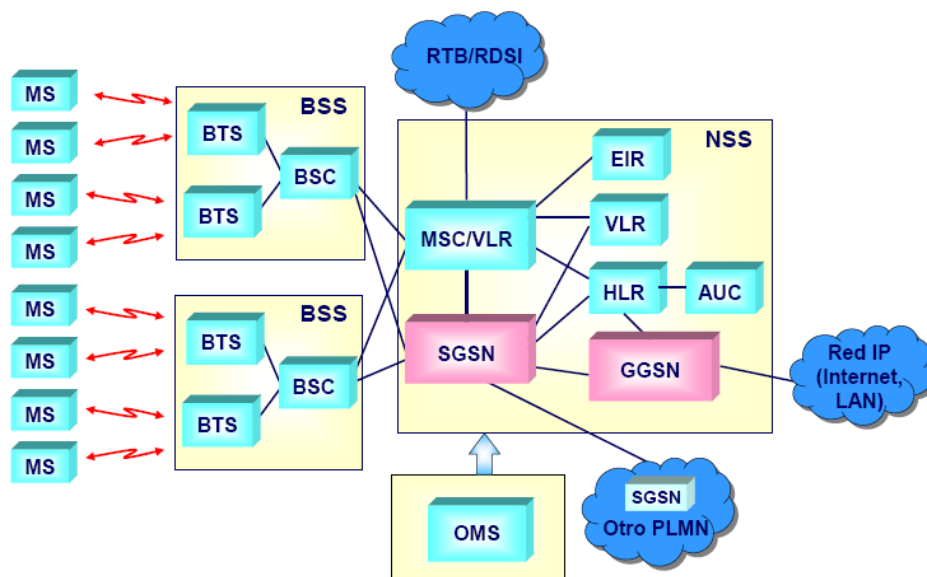 RTB/RDSI
MS
MS
MS
MS
MS
MS
MS
MS
BSS
BTS
BTS
BSC
BSS
BTS
BTS
BSC
NSS
EIR
MSC/VLR
VLR
HLR
AUC
SGSN
GGSN
Red IP
(Internet,
LAN)
OMS
SGSN
Otro PLMN